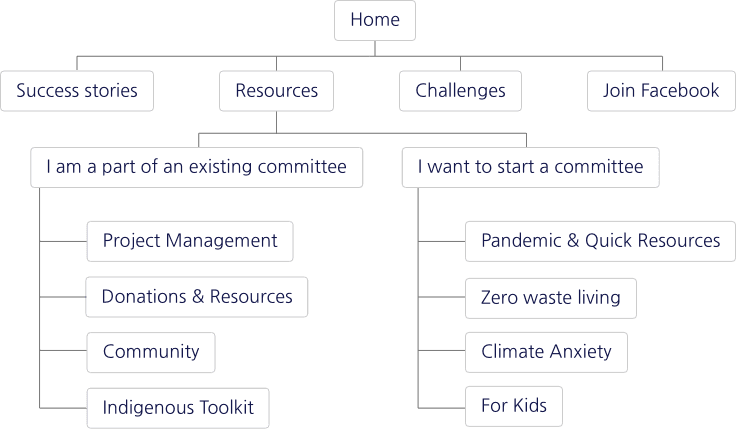 Home
Success stories
Resources
Challenges
Join Facebook
I am a part of an existing committee
I want to start a committee
Project Management
Donations & Resources
Community
Indigenous Toolkit
Pandemic & Quick Resources
Zero waste living
Climate Anxiety
For Kids